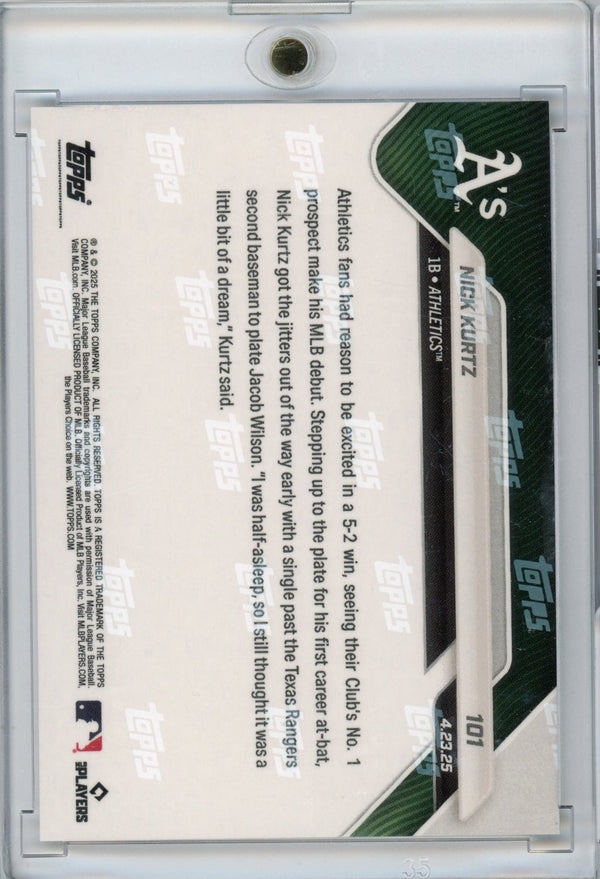 A's™
NICK KURTZ
101
1B • ATHLETICS™
4.23.25
Athletics fans had reason to be excited in a 5-2 win, seeing their Club's No. 1
prospect make his MLB debut. Stepping up to the plate for his first career at-bat,
Nick Kurtz got the jitters out of the way early with a single past the Texas Rangers
second baseman to plate Jacob Wilson. "I was half-asleep, so I still thought it was a
little bit of a dream," Kurtz said.
topps
® & © 2025 THE TOPPS COMPANY, INC. ALL RIGHTS RESERVED. TOPPS IS A REGISTERED TRADEMARK OF THE TOPPS
COMPANY, INC. Major League Baseball trademarks and copyrights are used with permission of Major League Baseball.
Visit MLB.com. OFFICIALLY LICENSED PRODUCT OF MLB. Officially Licensed Product of MLB Players, Inc. Visit MLBPLAYERS.COM,
the Players Choice on the web. WWW.TOPPS.COM
PLAYERS
35